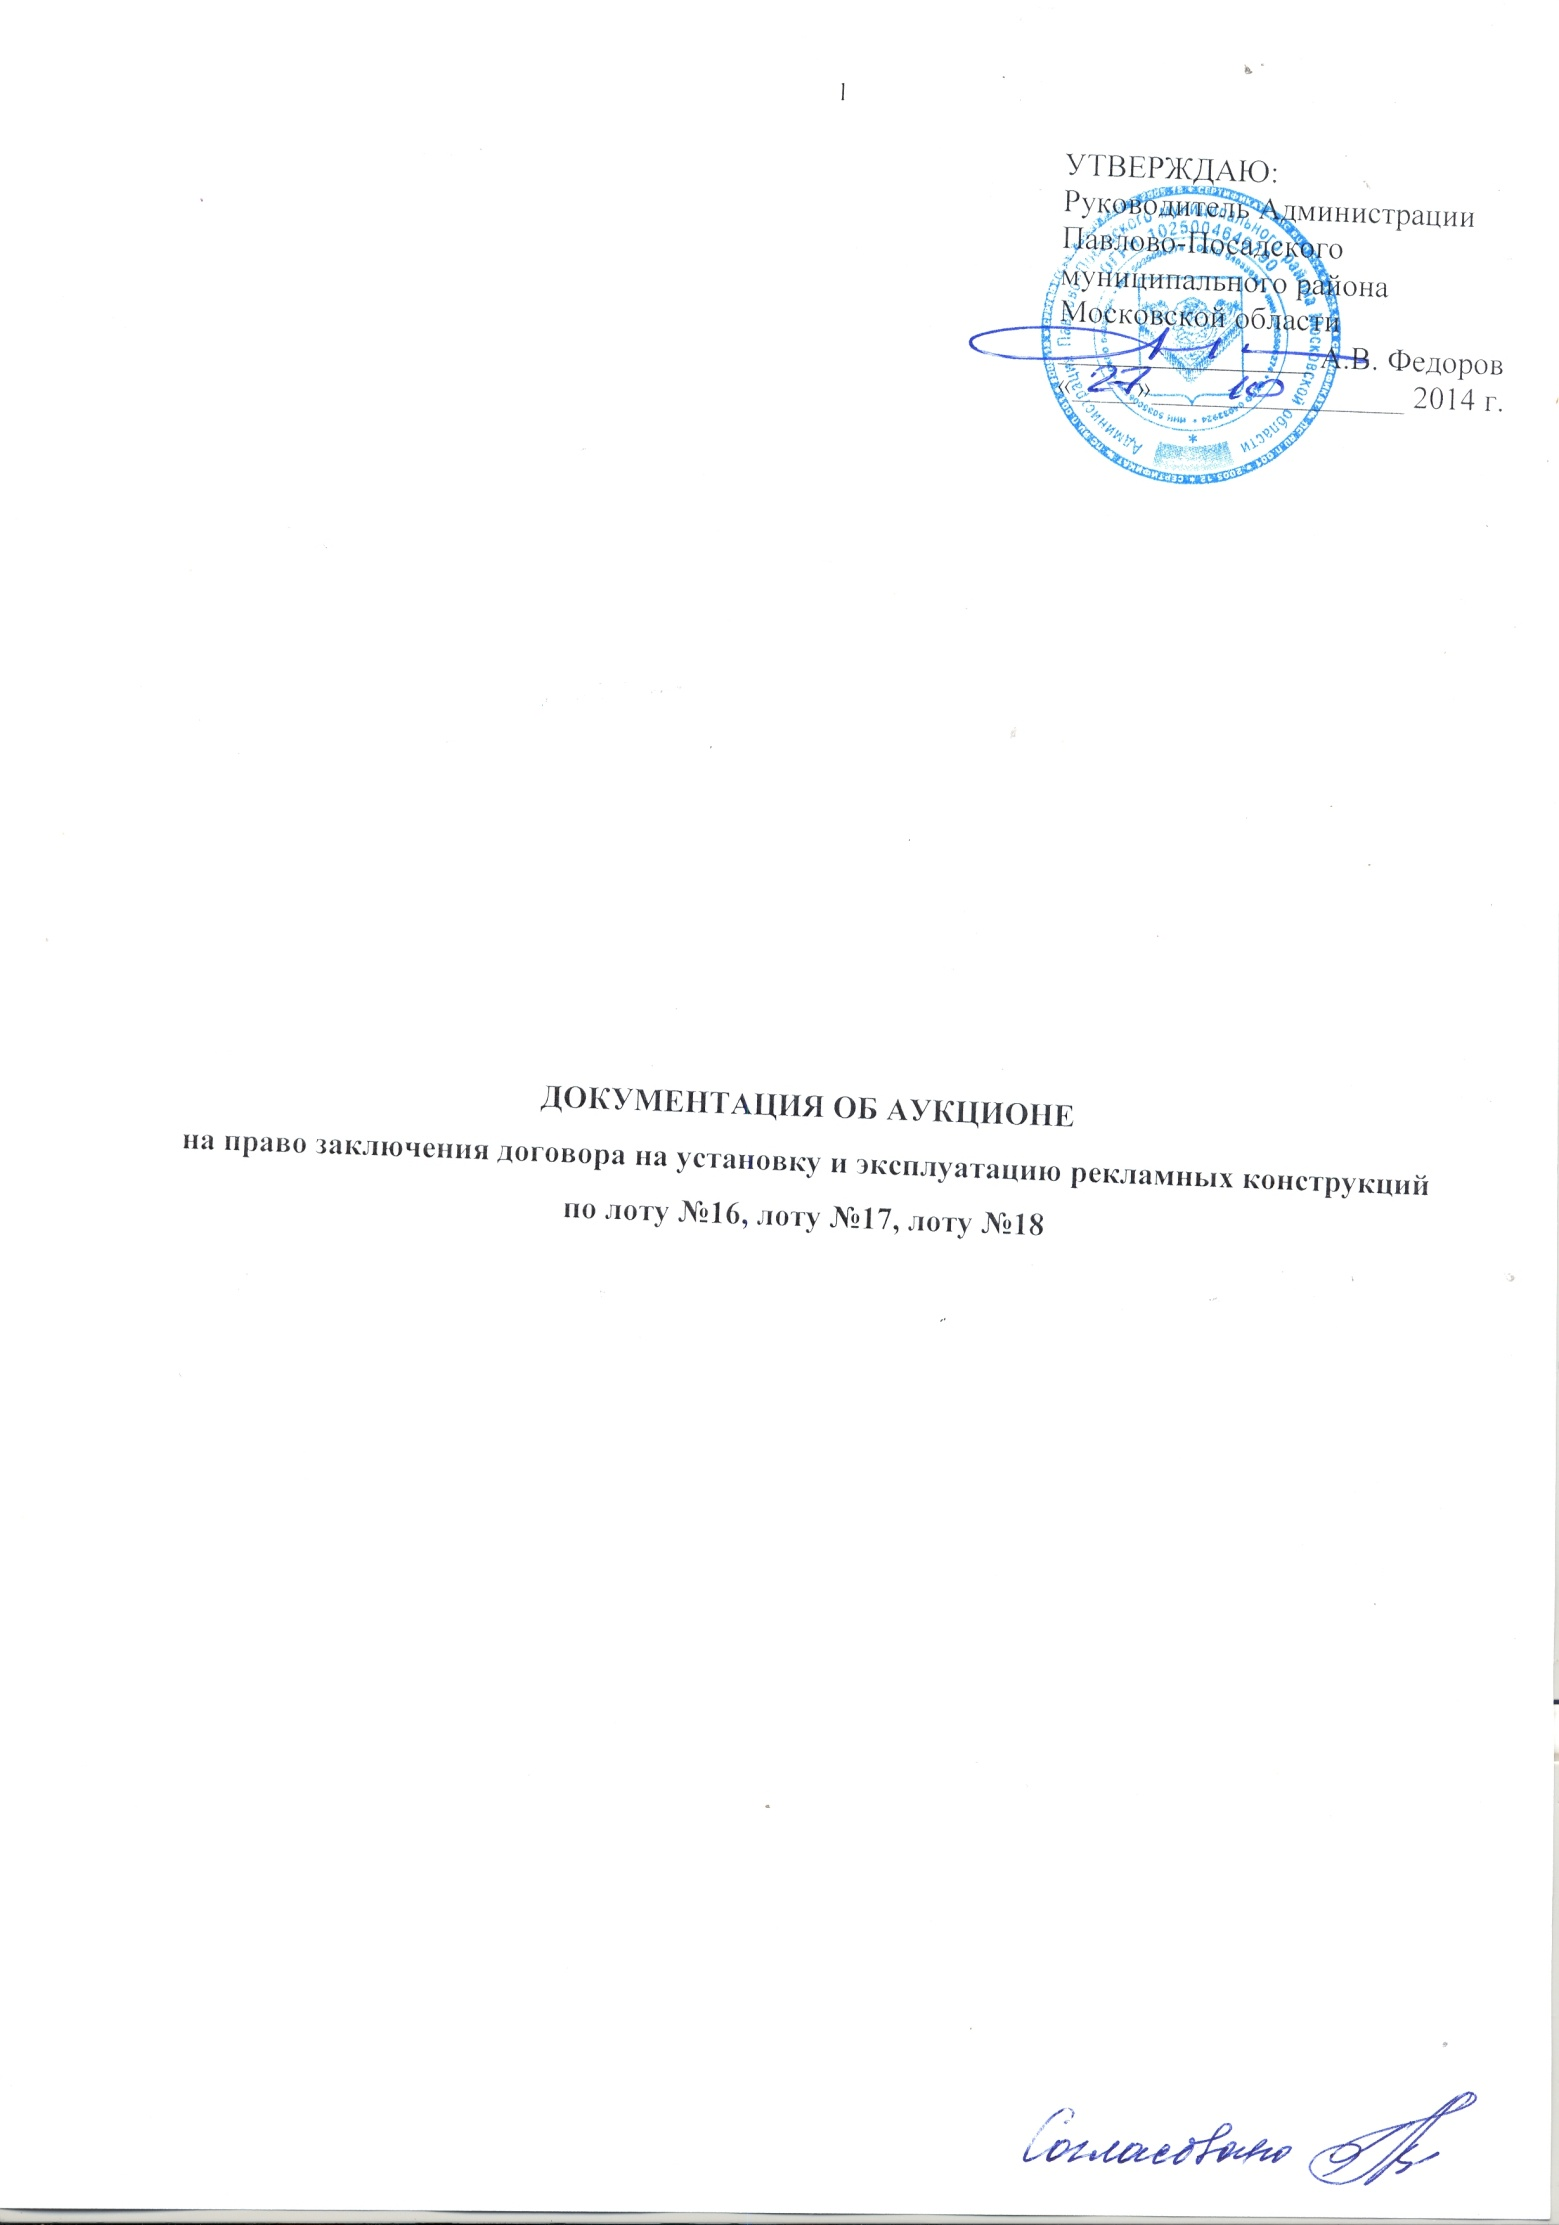 1
УТВЕРЖДАЮ:
Руководитель Администрации
Павлово-Посадского
муниципального района
Московской области
А.В. Федоров
«27» 10 2014 г.
ДОКУМЕНТАЦИЯ ОБ АУКЦИОНЕ
на право заключения договора на установку и эксплуатацию рекламных конструкций
по лоту №16, лоту №17, лоту №18
Согласовано